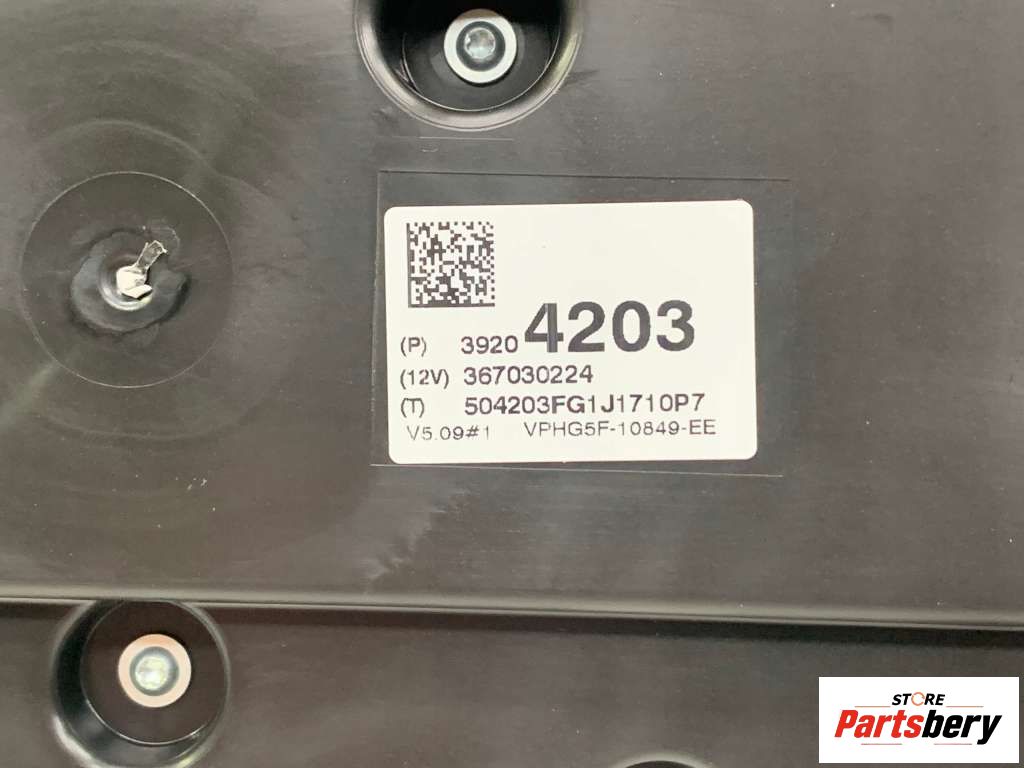 (P) 3920 4203
(12V) 367030224
(T) 504203FG1J1710P7
V5.09#1 VPHG5F-10849-EE
STORE
Partsbery